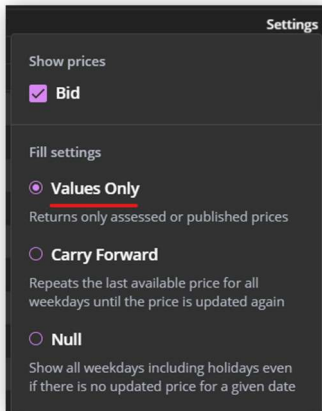 Settings
Show prices
Bid
Fill settings
Values Only
Returns only assessed or published prices
Carry Forward
Repeats the last available price for all
weekdays until the price is updated again
Null
Show all weekdays including holidays even
if there is no updated price for a given date